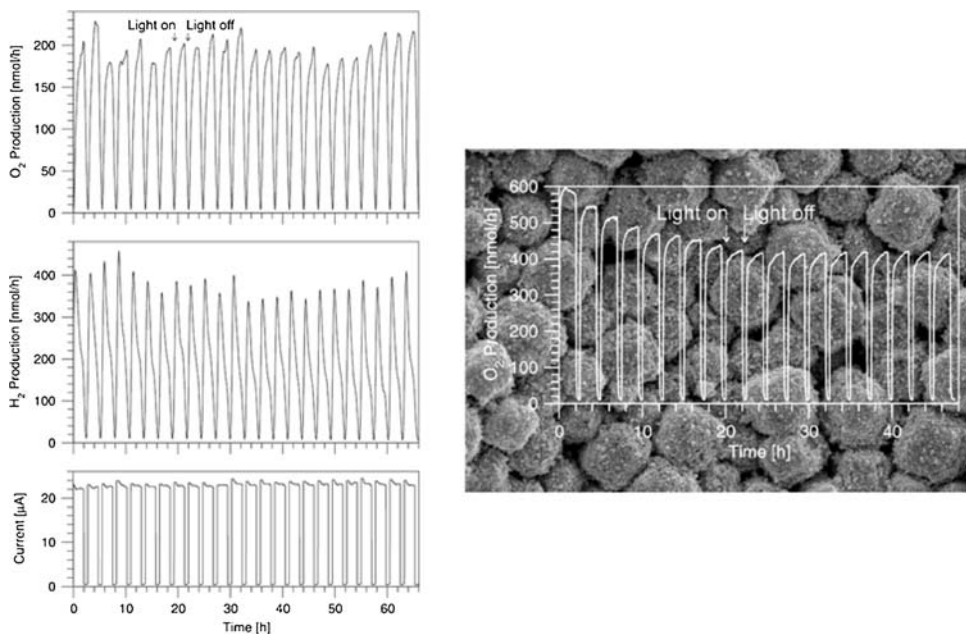 Light on Light off
O₂ Production [nmol/h]
200
150
100
50
0
H₂ Production [nmol/h]
400
300
200
100
0
Current [µA]
20
10
0
0 10 20 30 40 50 60
Time [h]
Light on Light off
O₂ Production [nmol/h]
600
500
400
300
200
100
0
0 10 20 30 40
Time [h]